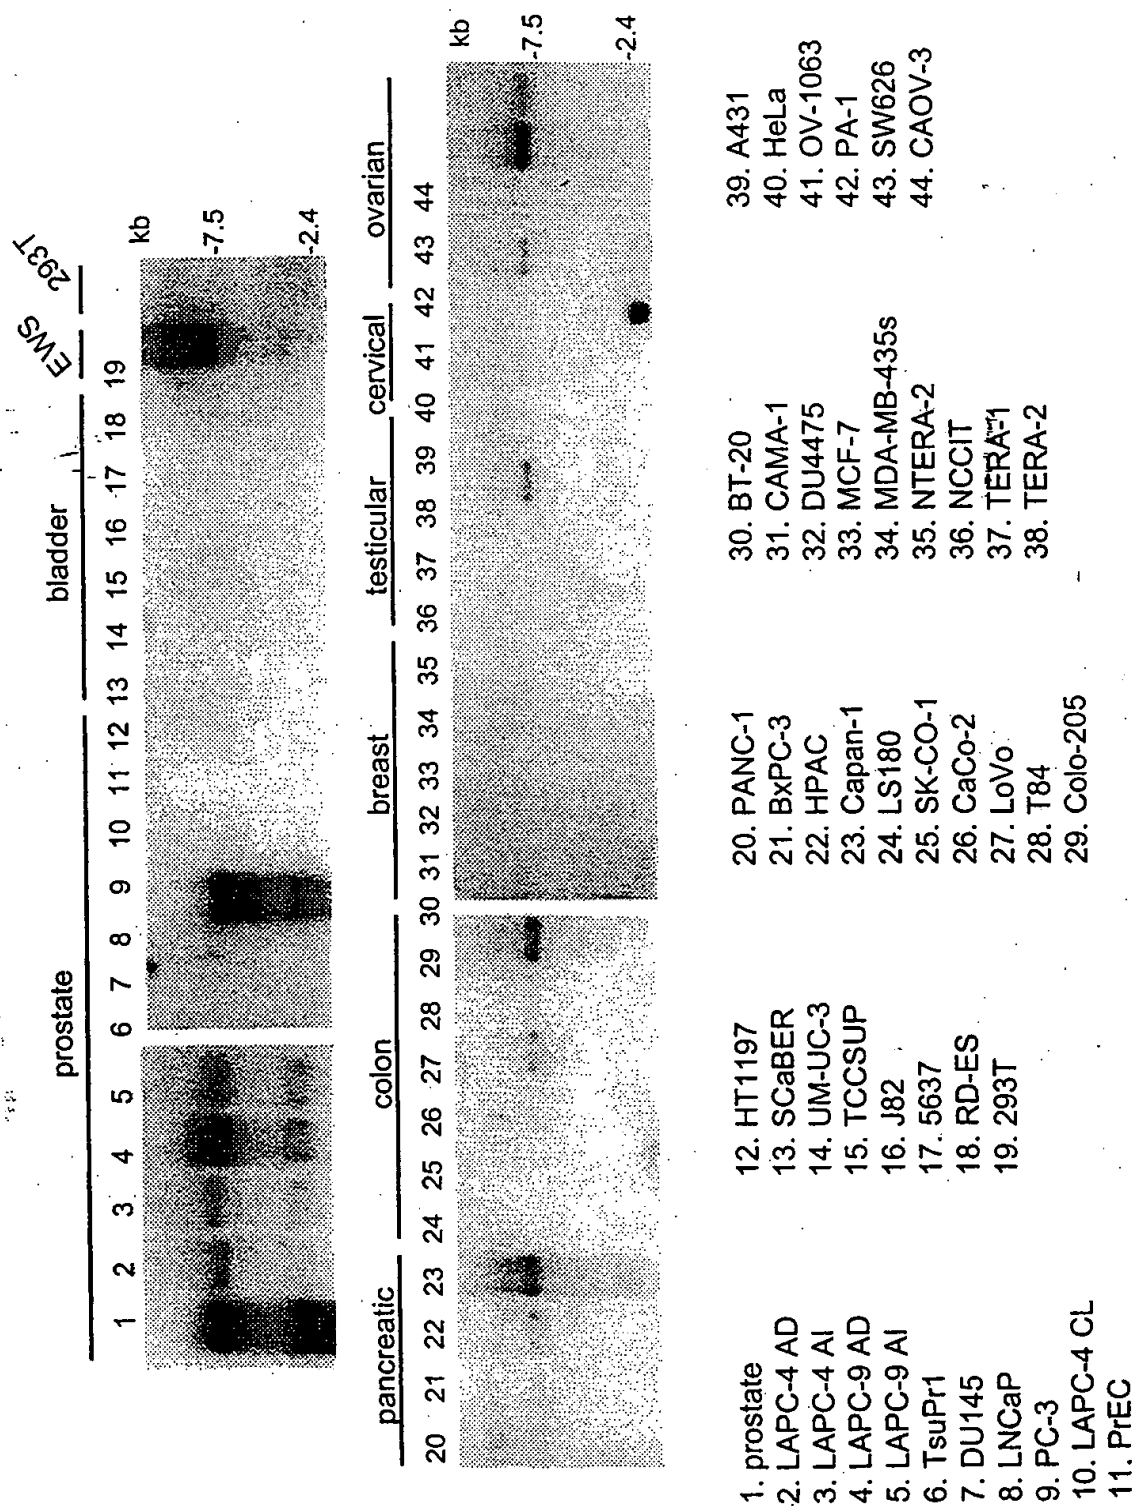 prostate bladder EWS 293T
1 2 3 4 5 6 7 8 9 10 11 12 13 14 15 16 17 18 19 kb
-7.5
-2.4
pancreatic colon breast testicular cervical ovarian
20 21 22 23 24 25 26 27 28 29 30 31 32 33 34 35 36 37 38 39 40 41 42 43 44 kb
-7.5
-2.4
1. prostate
2. LAPC-4 AD
3. LAPC-4 AI
4. LAPC-9 AD
5. LAPC-9 AI
6. TsuPr1
7. DU145
8. LNCaP
9. PC-3
10. LAPC-4 CL
11. PrEC
12. HT1197
13. SCaBER
14. UM-UC-3
15. TCCSUP
16. J82
17. 5637
18. RD-ES
19. 293T
20. PANC-1
21. BxPC-3
22. HPAC
23. Capan-1
24. LS180
25. SK-CO-1
26. CaCo-2
27. LoVo
28. T84
29. Colo-205
30. BT-20
31. CAMA-1
32. DU4475
33. MCF-7
34. MDA-MB-435s
35. NTERA-2
36. NCCIT
37. TERA-1
38. TERA-2
39. A431
40. HeLa
41. OV-1063
42. PA-1
43. SW626
44. CAOV-3